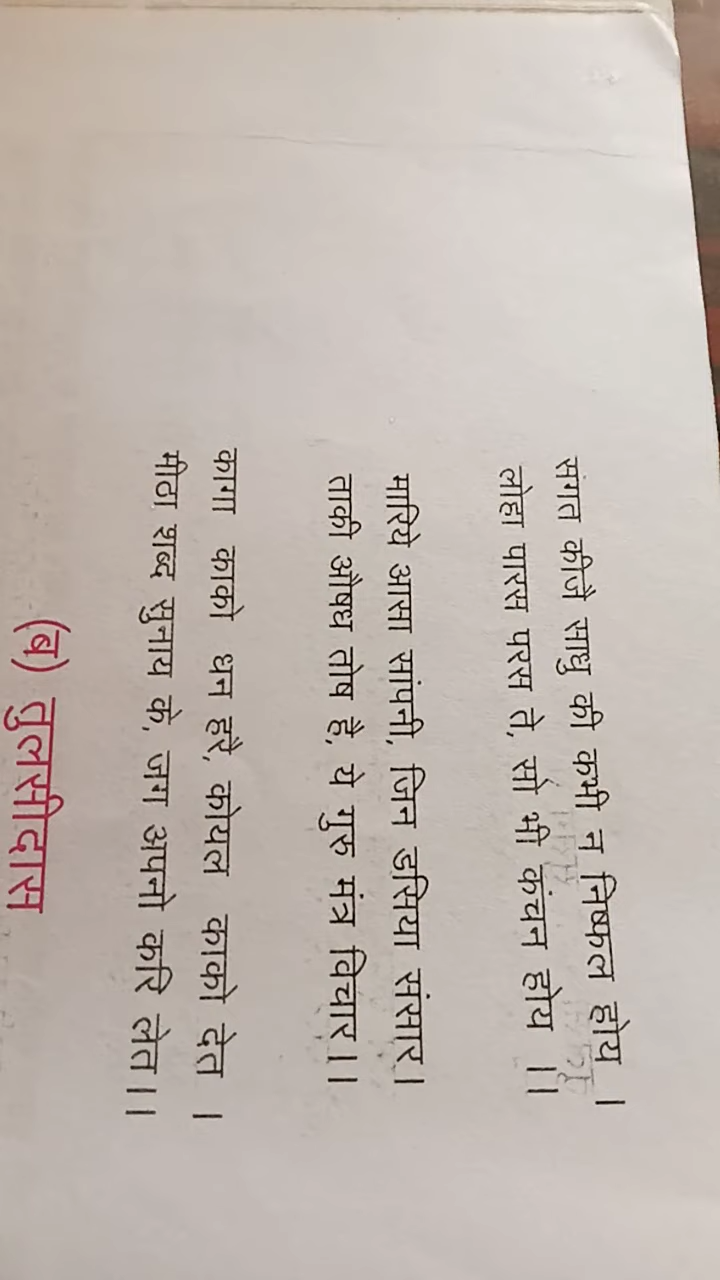 संगत कीजै साधु की कभी न निष्फल होय ।
लोहा पारस परस ते, सो भी कंचन होय ।।
मारिये आसा सांपनी, जिन डसिया संसार।
ताकी औषध तोष है, ये गुरु मंत्र विचार।।
कागा काको धन हरे, कोयल काको देत ।
मीठा शब्द सुनाय के, जग अपनो करि लेत।।
(ब) तुलसीदास